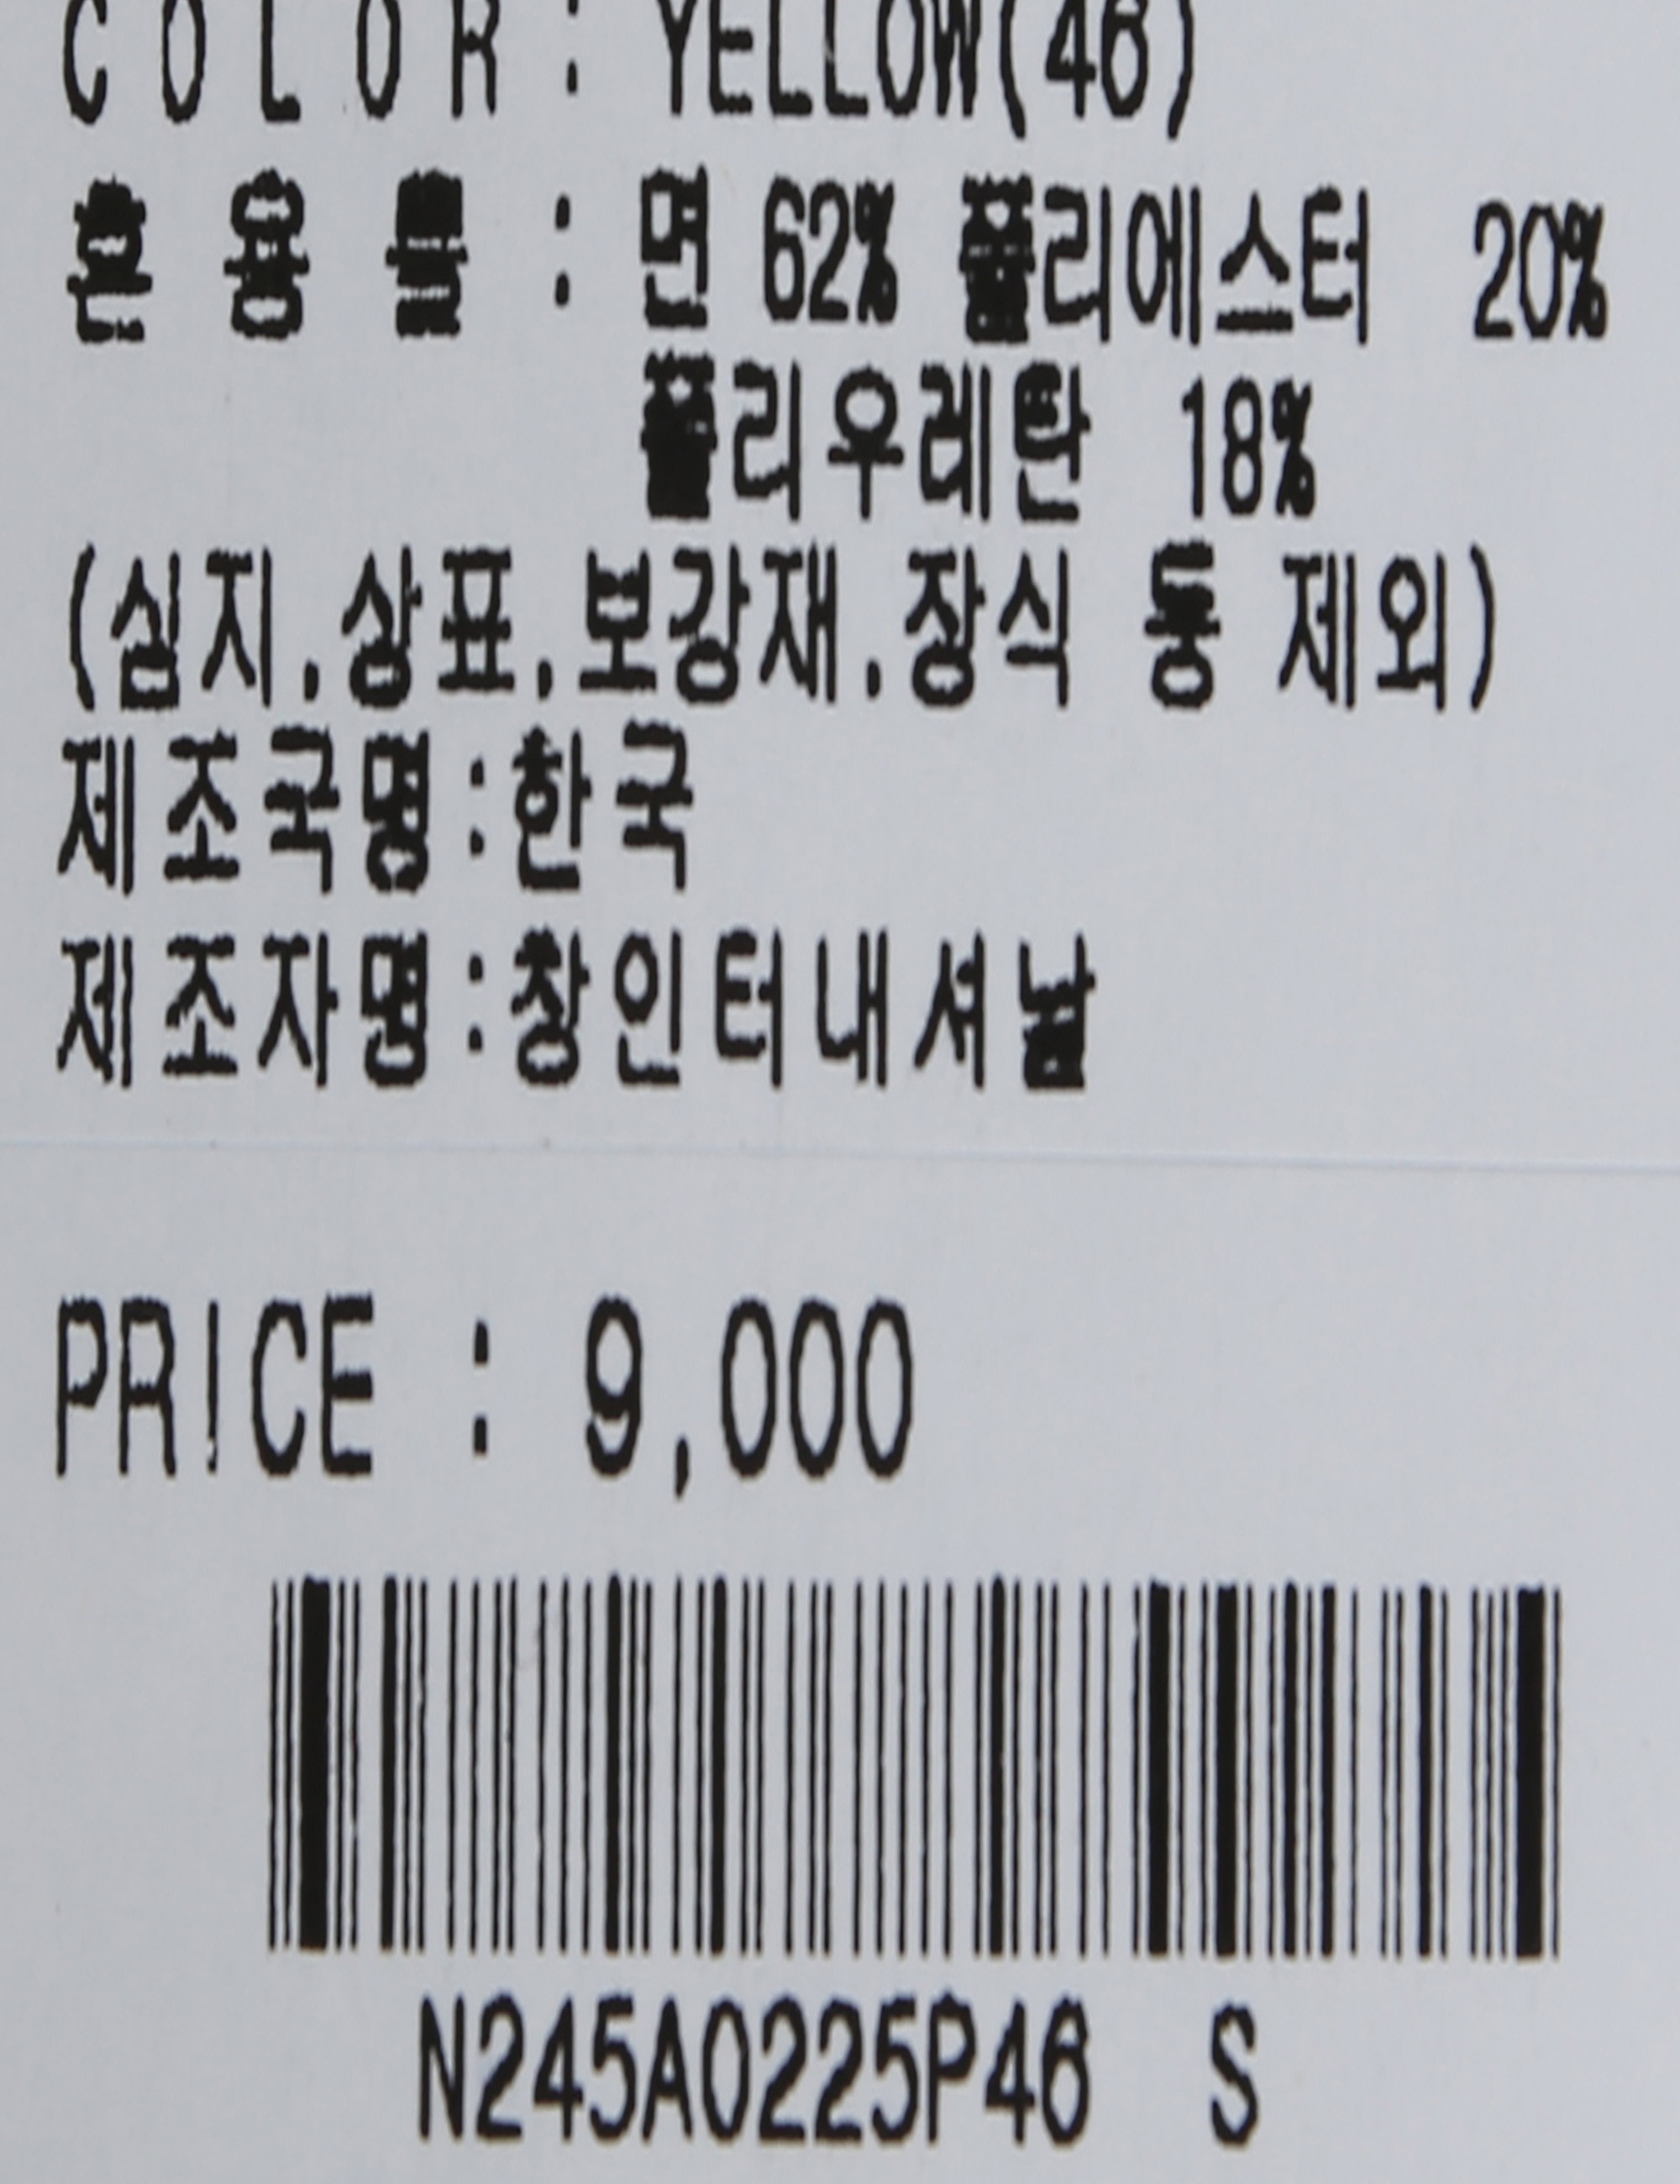 COLOR : YELLOW(46)
혼 용 률 : 면 62% 폴리에스터 20%
폴리우레탄 18%
(심지.상표.보강재.장식 등 제외)
제조국명:한국
제조자명:창인터내셔날
PRICE : 9,000
N245A0225P46 S